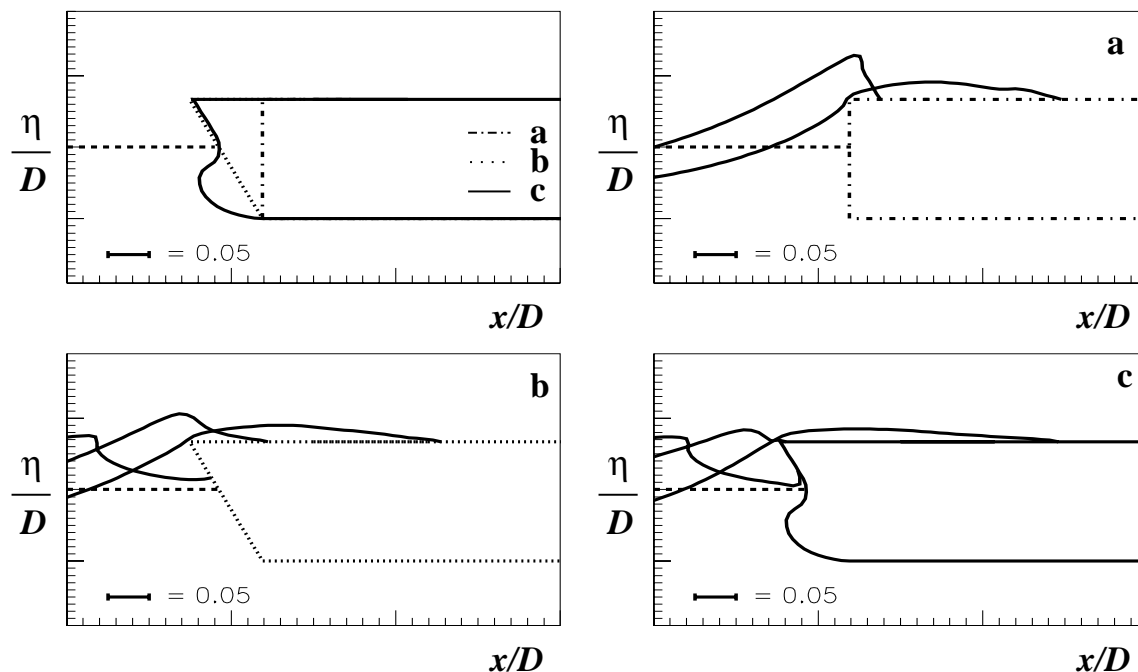 η
D
a
b
c
= 0.05
x/D
a
η
D
= 0.05
x/D
b
η
D
= 0.05
x/D
c
η
D
= 0.05
x/D